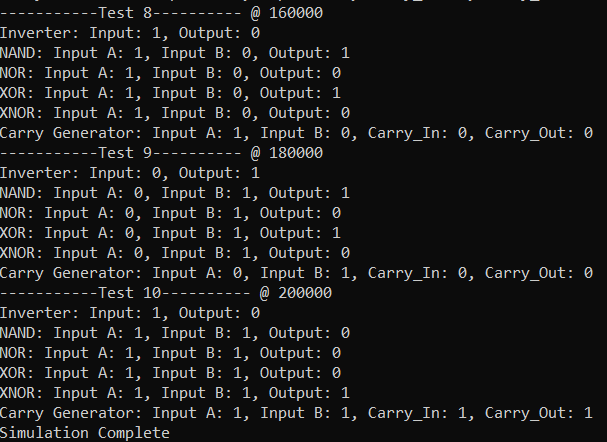 -----------Test 8---------- @ 160000
Inverter: Input: 1, Output: 0
NAND: Input A: 1, Input B: 0, Output: 1
NOR: Input A: 1, Input B: 0, Output: 0
XOR: Input A: 1, Input B: 0, Output: 1
XNOR: Input A: 1, Input B: 0, Output: 0
Carry Generator: Input A: 1, Input B: 0, Carry_In: 0, Carry_Out: 0
-----------Test 9---------- @ 180000
Inverter: Input: 0, Output: 1
NAND: Input A: 0, Input B: 1, Output: 1
NOR: Input A: 0, Input B: 1, Output: 0
XOR: Input A: 0, Input B: 1, Output: 1
XNOR: Input A: 0, Input B: 1, Output: 0
Carry Generator: Input A: 0, Input B: 1, Carry_In: 0, Carry_Out: 0
-----------Test 10---------- @ 200000
Inverter: Input: 1, Output: 0
NAND: Input A: 1, Input B: 1, Output: 0
NOR: Input A: 1, Input B: 1, Output: 0
XOR: Input A: 1, Input B: 1, Output: 0
XNOR: Input A: 1, Input B: 1, Output: 1
Carry Generator: Input A: 1, Input B: 1, Carry_In: 1, Carry_Out: 1
Simulation Complete